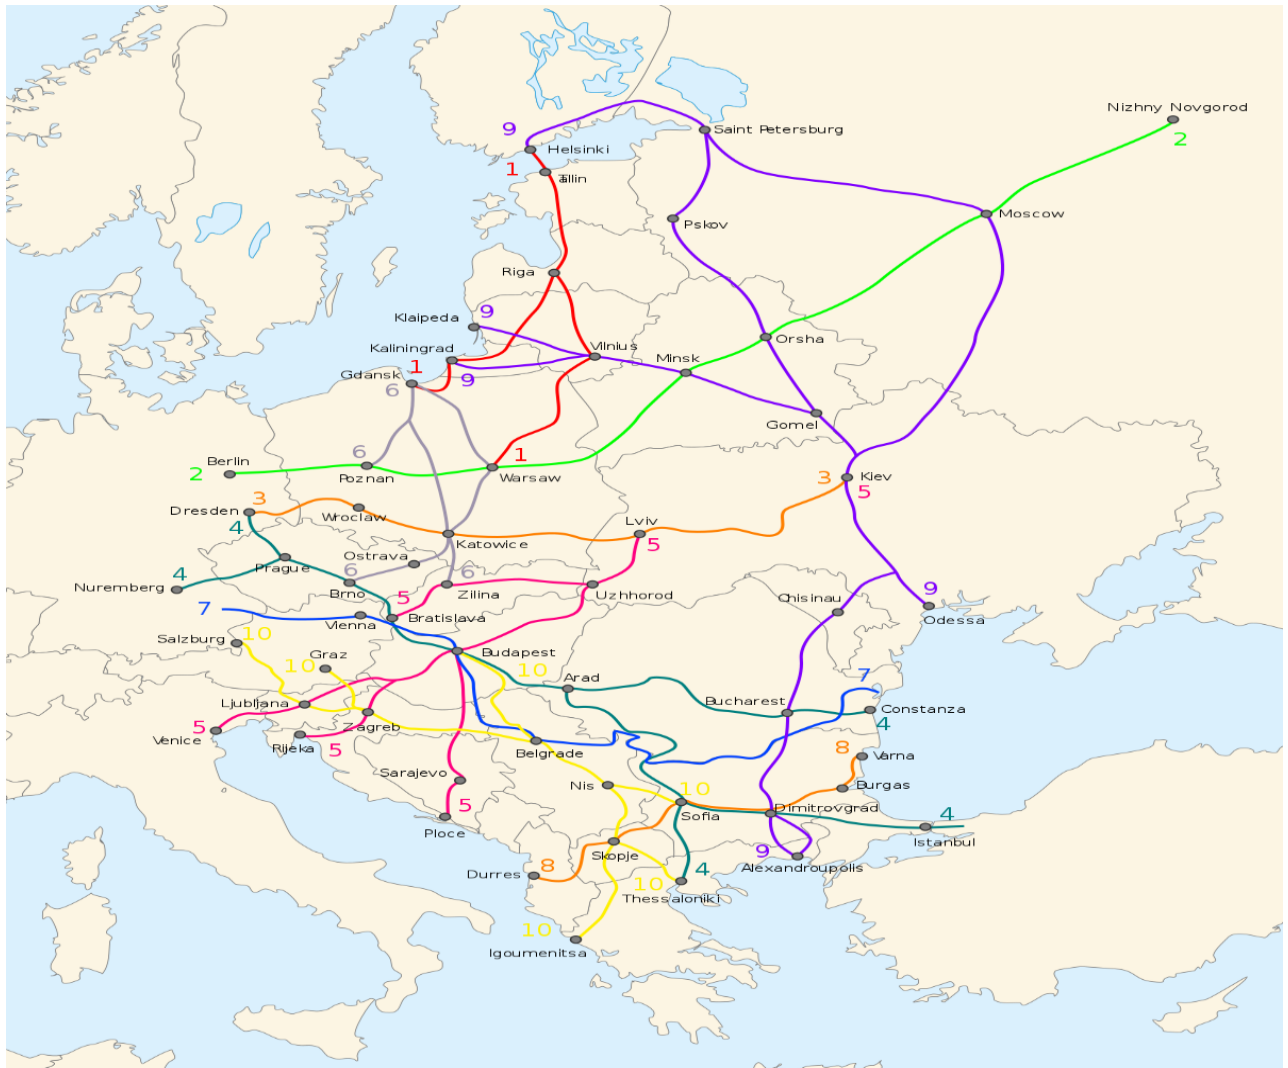 Nizhny Novgorod
2
9
Saint Petersburg
Helsinki
1
Tallin
Moscow
Pskov
Riga
Klaipeda
9
Orsha
Kaliningrad
Vilnius
Minsk
Gdansk
1
9
6
Gomel
Berlin
2
6
Poznan
1
Warsaw
3
Kiev
5
Dresden
3
4
Wroclaw
Lviv
5
Katowice
Ostrava
Prague
6
6
Nuremberg
4
Brno
5
Zilina
Uzhhorod
9
Chisinau
Odessa
7
Vienna
Bratislava
Salzburg
10
Graz
10
Budapest
10
Arad
7
Ljubljana
Bucharest
Constanza
4
5
Venice
Zagreb
Rijeka
5
Belgrade
8
Varna
Sarajevo
Nis
10
Burgas
5
Ploce
Sofia
Dimitrovgrad
4
Istanbul
Skopje
9
8
Durres
10
4
Alexandroupolis
Thessaloniki
10
Igoumenitsa